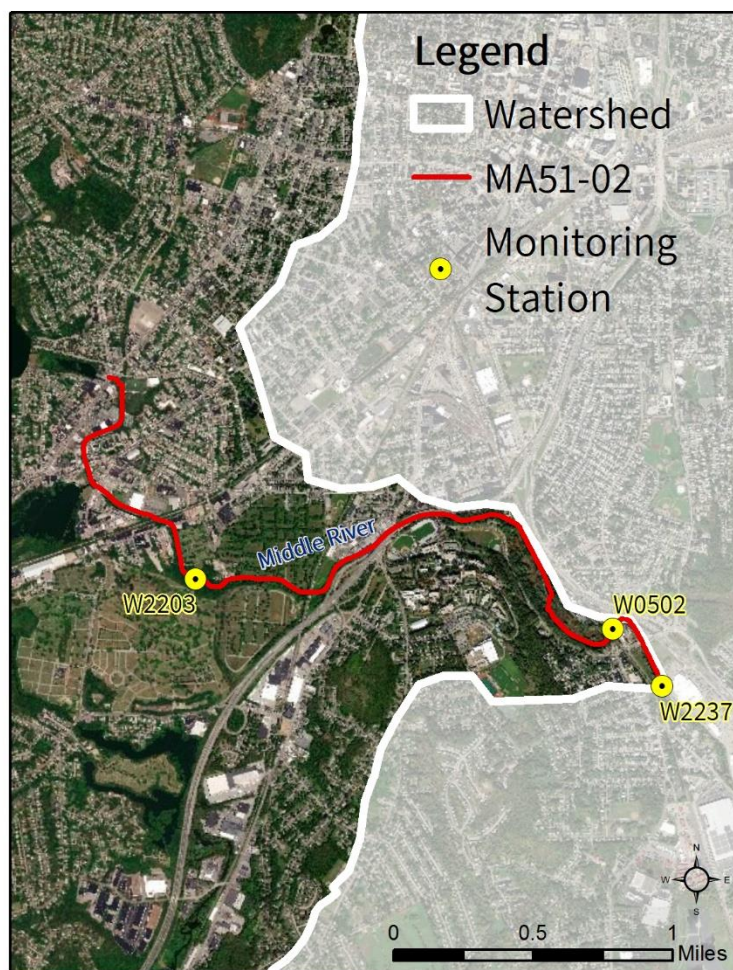 Legend
Watershed
MA51-02
Monitoring
Station
Middle River
W2203
W0502
W2237
N
W E
S
0 0.5 1
Miles